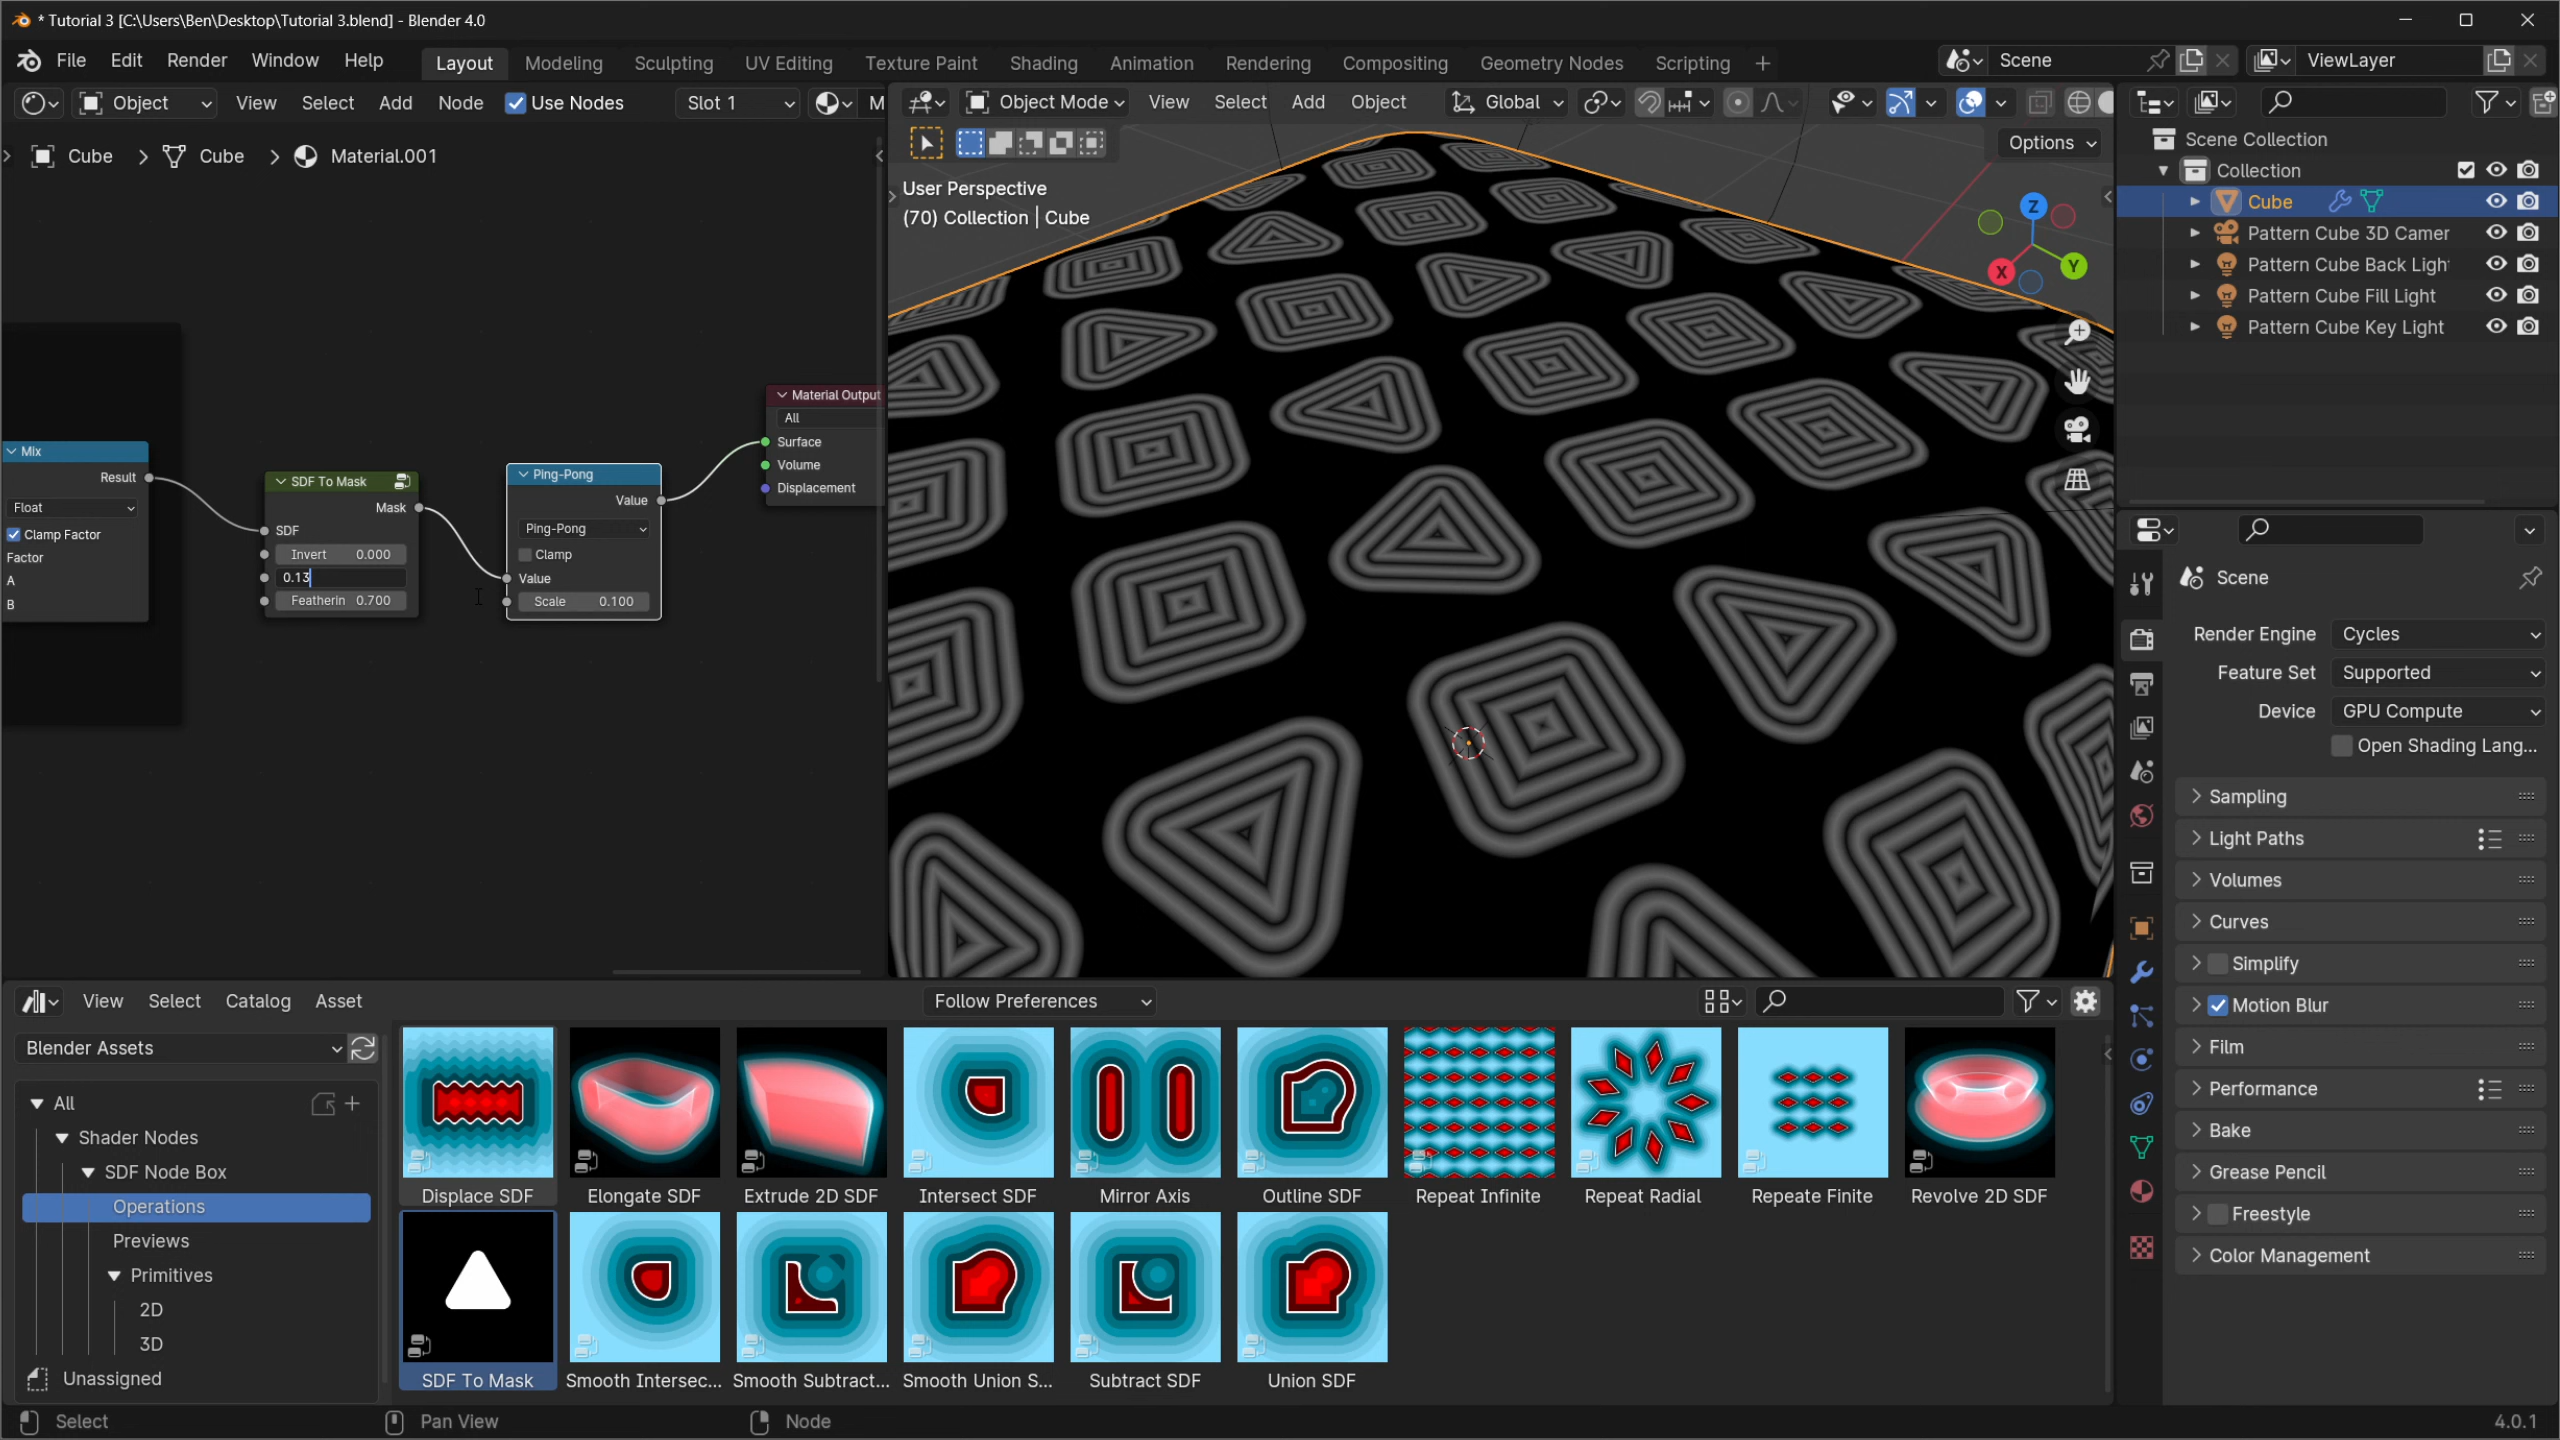 * Tutorial 3 [C:\Users\Ben\Desktop\Tutorial 3.blend] - Blender 4.0
File Edit Render Window Help Layout Modeling Sculpting UV Editing Texture Paint Shading Animation Rendering Compositing Geometry Nodes Scripting + Scene ViewLayer
Object View Select Add Node Use Nodes Slot 1 M
Object Mode View Select Add Object Global
Cube > Cube > Material.001
Options
User Perspective
(70) Collection | Cube
Z
Y
X
Scene Collection
Collection
Cube
Pattern Cube 3D Camer
Pattern Cube Back Ligh
Pattern Cube Fill Light
Pattern Cube Key Light
Mix
Result
Float
Clamp Factor
Factor
A
B
SDF To Mask
Mask
SDF
Invert 0.000
0.13
Featherin 0.700
Ping-Pong
Value
Ping-Pong
Clamp
Value
Scale 0.100
Material Output
All
Surface
Volume
Displacement
Scene
Render Engine Cycles
Feature Set Supported
Device GPU Compute
Open Shading Lang...
Sampling
Light Paths
Volumes
Curves
Simplify
Motion Blur
Film
Performance
Bake
Grease Pencil
Freestyle
Color Management
View Select Catalog Asset Follow Preferences
Blender Assets
All
Shader Nodes
SDF Node Box
Operations
Previews
Primitives
2D
3D
Unassigned
Displace SDF Elongate SDF Extrude 2D SDF Intersect SDF Mirror Axis Outline SDF Repeat Infinite Repeat Radial Repeate Finite Revolve 2D SDF
SDF To Mask Smooth Intersec... Smooth Subtract... Smooth Union S... Subtract SDF Union SDF
Select Pan View Node 4.0.1